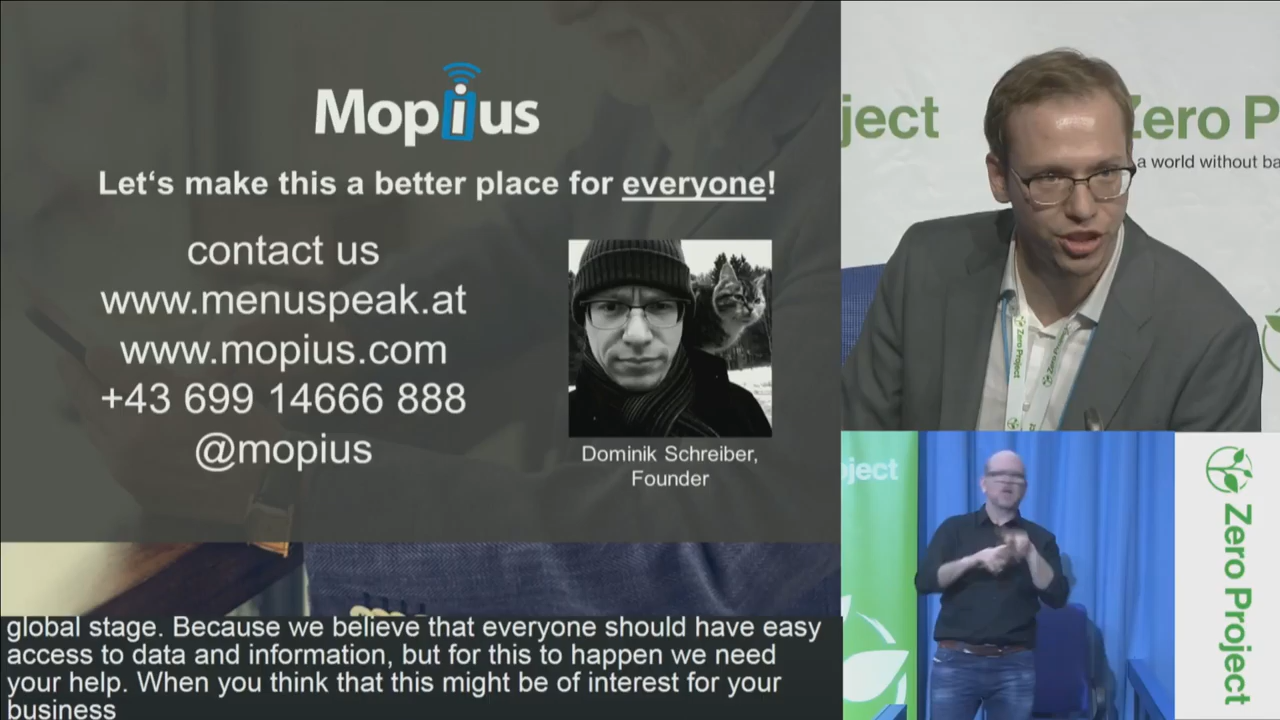 Mopius
Let's make this a better place for everyone!
contact us
www.menuspeak.at
www.mopius.com
+43 699 14666 888
@mopius
Dominik Schreiber,
Founder
global stage. Because we believe that everyone should have easy
access to data and information, but for this to happen we need
your help. When you think that this might be of interest for your
business
ject
Zero P
a world without ba
Zero Project
Zero Project
oject
Zero Project